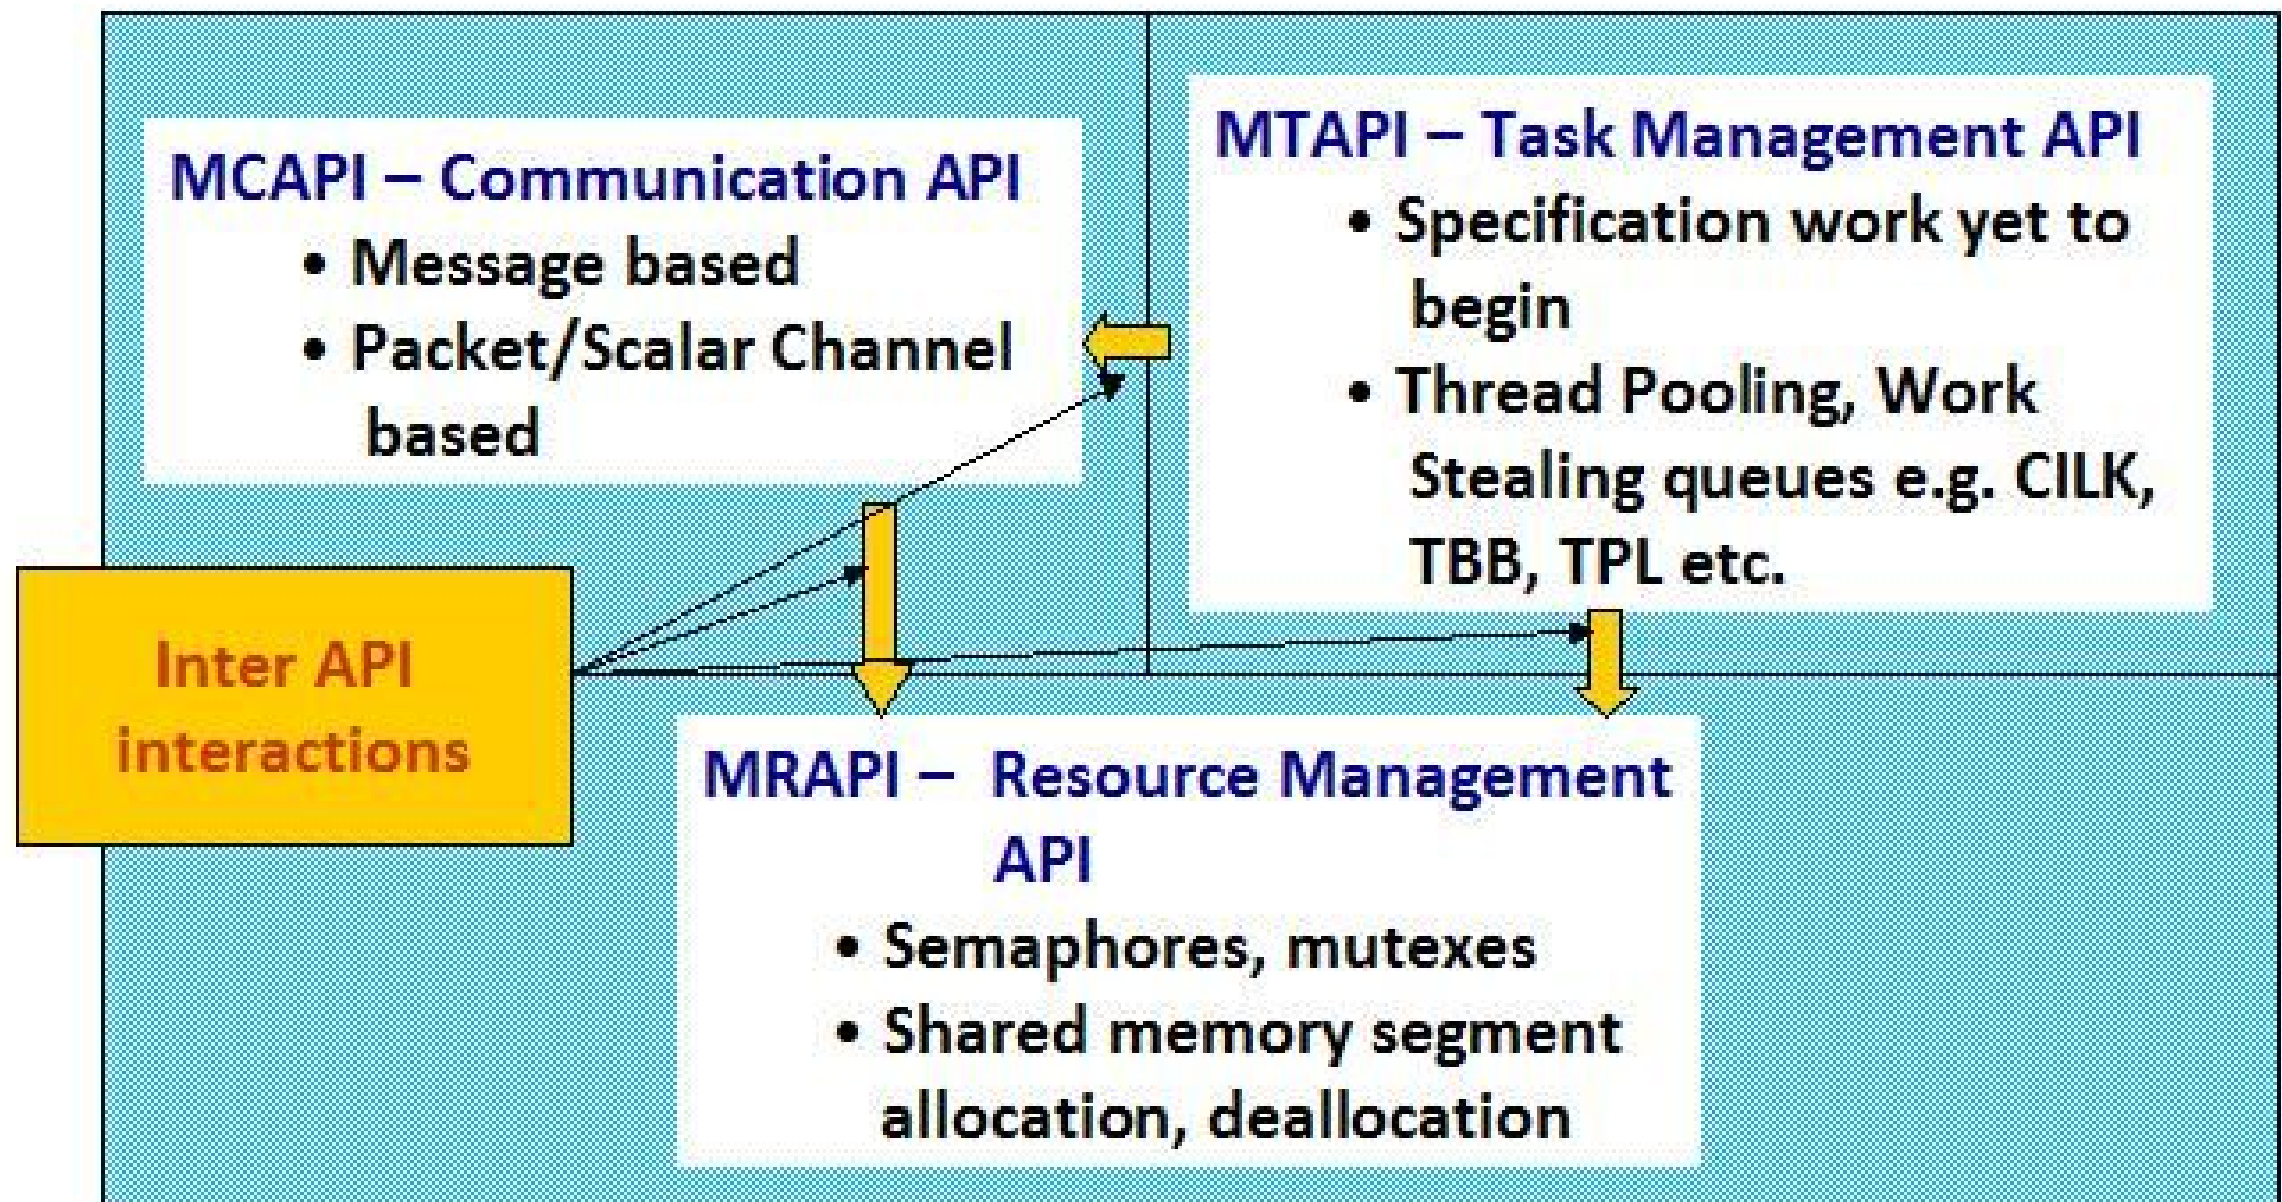 MCAPI – Communication API
• Message based
• Packet/Scalar Channel
based
MTAPI – Task Management API
• Specification work yet to
begin
• Thread Pooling, Work
Stealing queues e.g. CILK,
TBB, TPL etc.
Inter API
interactions
MRAPI – Resource Management
API
• Semaphores, mutexes
• Shared memory segment
allocation, deallocation